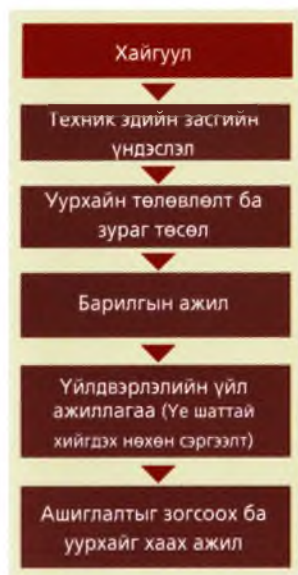 Хайгуул
Техник эдийн засгийн
үндэслэл
Уурхайн төлөвлөлт ба
зураг төсөл
Барилгын ажил
Үйлдвэрлэлийн үйл
ажиллагаа (Үе шаттай
хийгдэх нөхөн сэргээлт)
Ашиглалтыг зогсоох ба
уурхайг хаах ажил